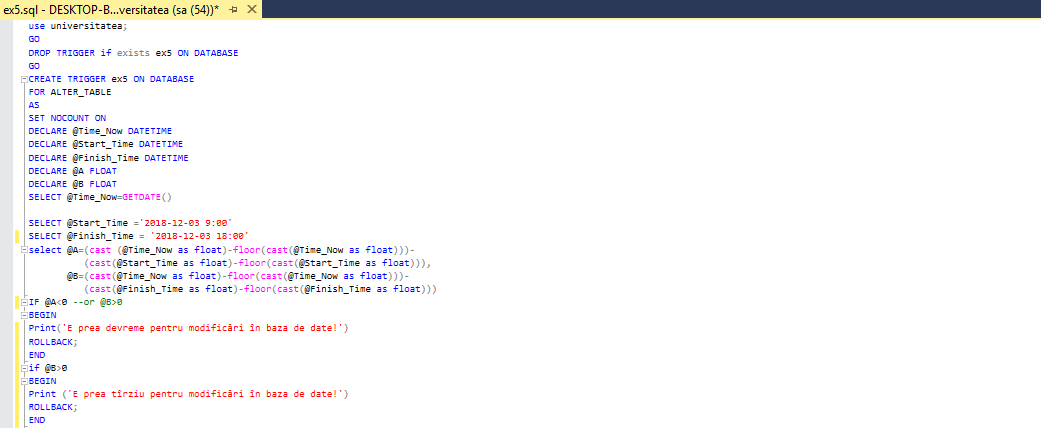 ex5.sql - DESKTOP-B...versitatea (sa (54))*
use universitatea;
GO
DROP TRIGGER if exists ex5 ON DATABASE
GO
CREATE TRIGGER ex5 ON DATABASE
FOR ALTER_TABLE
AS
SET NOCOUNT ON
DECLARE @Time_Now DATETIME
DECLARE @Start_Time DATETIME
DECLARE @Finish_Time DATETIME
DECLARE @A FLOAT
DECLARE @B FLOAT
SELECT @Time_Now=GETDATE()
SELECT @Start_Time ='2018-12-03 9:00'
SELECT @Finish_Time = '2018-12-03 18:00'
select @A=(cast (@Time_Now as float)-floor(cast(@Time_Now as float)))-
(cast(@Start_Time as float)-floor(cast(@Start_Time as float))),
@B=(cast(@Time_Now as float)-floor(cast(@Time_Now as float)))-
(cast(@Finish_Time as float)-floor(cast(@Finish_Time as float)))
IF @A<0 --or @B>0
BEGIN
Print('E prea devreme pentru modificări în baza de date!')
ROLLBACK;
END
if @B>0
BEGIN
Print ('E prea tîrziu pentru modificări în baza de date!')
ROLLBACK;
END